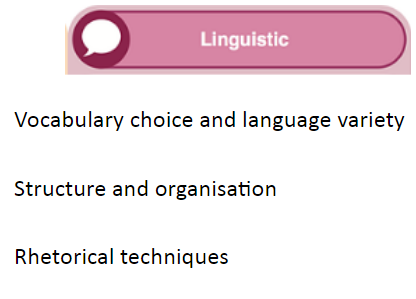 Linguistic
Vocabulary choice and language variety
Structure and organisation
Rhetorical techniques